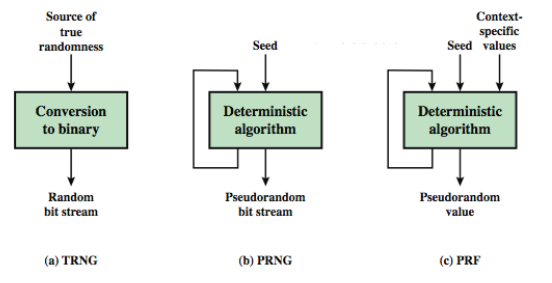 Source of
true
randomness
Conversion
to binary
Random
bit stream
(a) TRNG
Seed
Deterministic
algorithm
Pseudorandom
bit stream
(b) PRNG
Context-
specific
Seed values
Deterministic
algorithm
Pseudorandom
value
(c) PRF